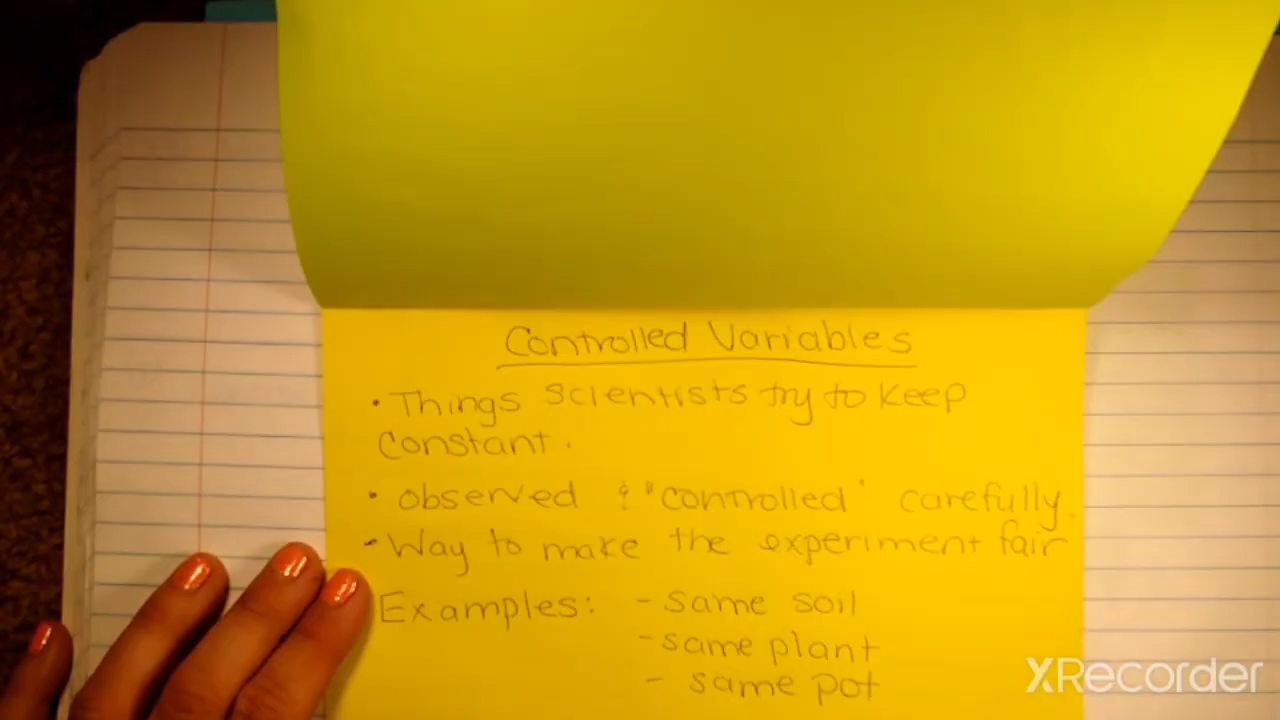 Controlled Variables
• Things scientists try to keep
constant.
• observed & "controlled" carefully.
• Way to make the experiment fair
Examples: - same soil
- same plant
- same pot
XRecorder